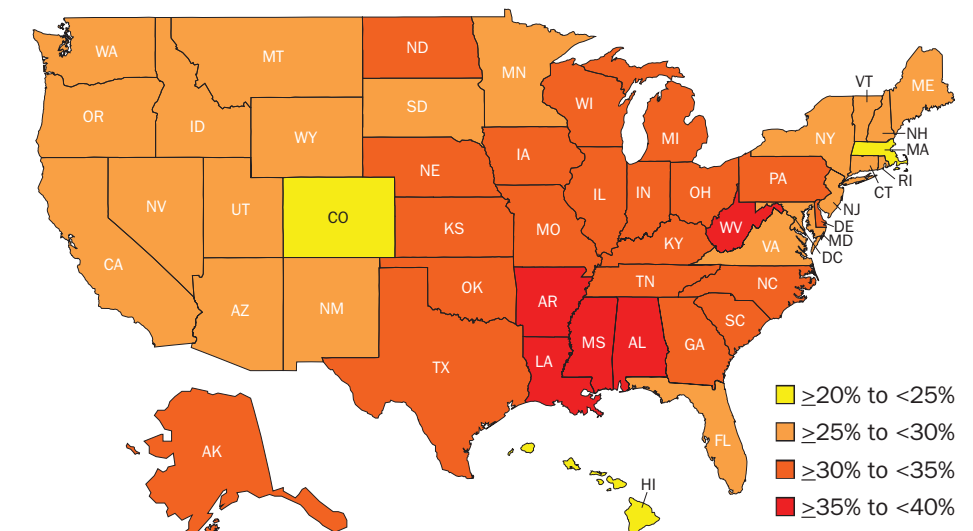 WA
MT
ND
MN
OR
ID
SD
WY
WI
MI
VT
ME
NY
NH
MA
RI
CT
NV
UT
CO
NE
IA
IL
IN
OH
PA
NJ
DE
MD
DC
CA
KS
MO
KY
WV
VA
AZ
NM
OK
AR
TN
NC
SC
TX
LA
MS
AL
GA
FL
AK
HI
≥20% to <25%
≥25% to <30%
≥30% to <35%
≥35% to <40%